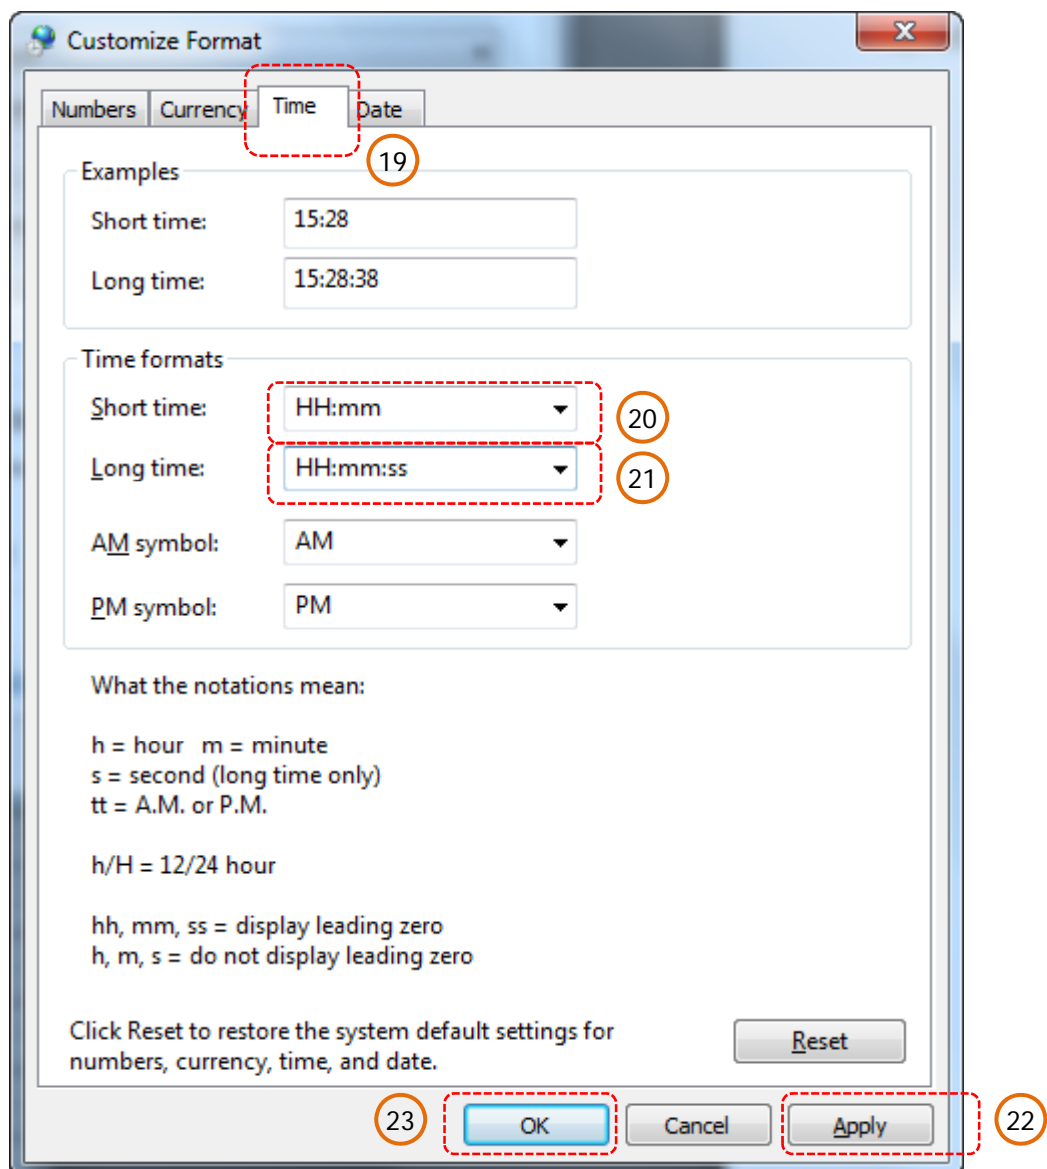 Customize Format
Numbers Currency Time Date
19
Examples
Short time: 15:28
Long time: 15:28:38
Time formats
Short time: HH:mm
20
Long time: HH:mm:ss
21
AM symbol: AM
PM symbol: PM
What the notations mean:
h = hour m = minute
s = second (long time only)
tt = A.M. or P.M.
h/H = 12/24 hour
hh, mm, ss = display leading zero
h, m, s = do not display leading zero
Click Reset to restore the system default settings for
numbers, currency, time, and date.
Reset
23 OK Cancel Apply 22